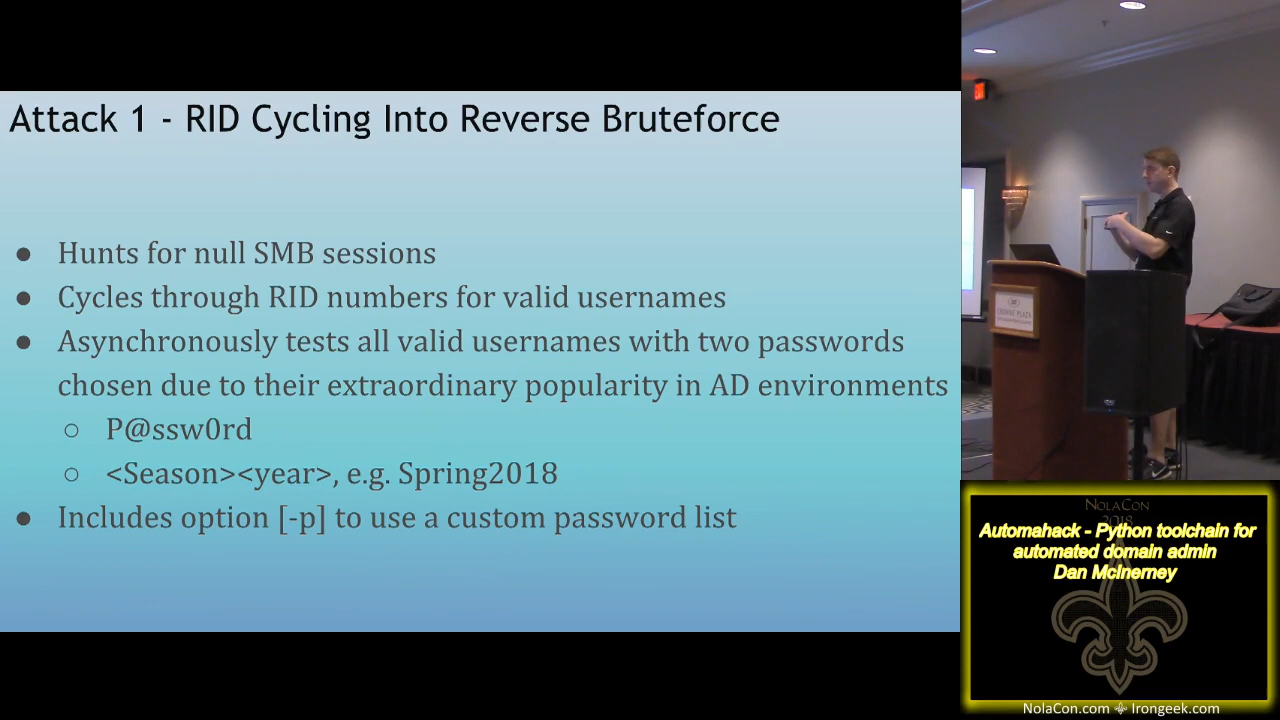 Attack 1 - RID Cycling Into Reverse Bruteforce
● Hunts for null SMB sessions
● Cycles through RID numbers for valid usernames
● Asynchronously tests all valid usernames with two passwords
chosen due to their extraordinary popularity in AD environments
○ P@ssw0rd
○ <Season><year>, e.g. Spring2018
● Includes option [-p] to use a custom password list
CROWNE PLAZA
NOLACON
2018
Automahack - Python toolchain for
automated domain admin
Dan McInerney
NolaCon.com ⚜ Irongeek.com